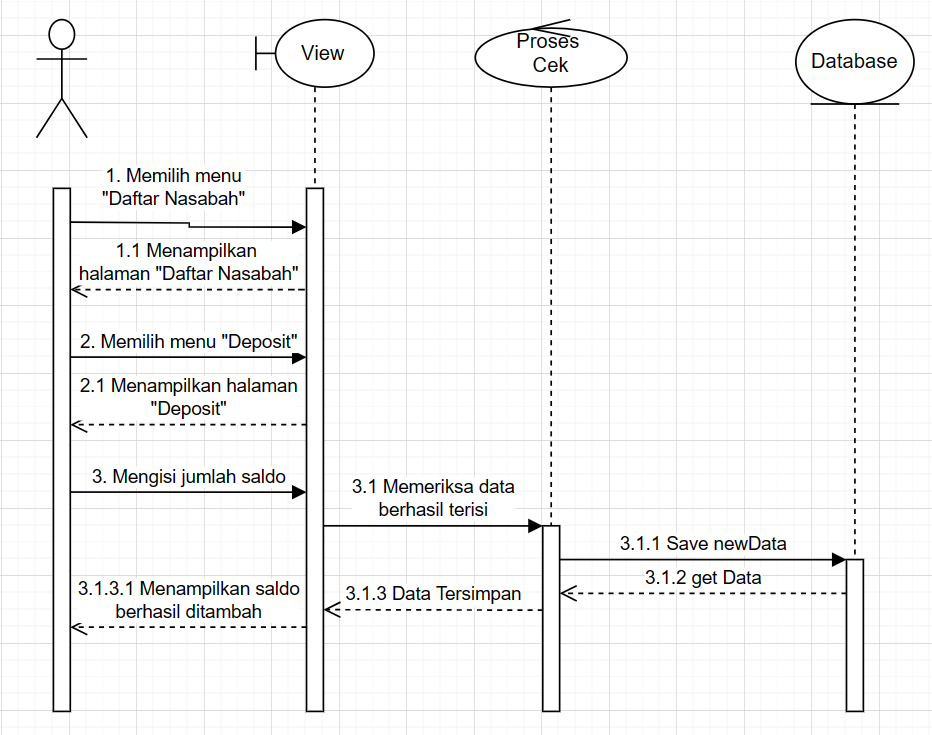 View
Proses
Cek
Database
1. Memilih menu
"Daftar Nasabah"
1.1 Menampilkan
halaman "Daftar Nasabah"
2. Memilih menu "Deposit"
2.1 Menampilkan halaman
"Deposit"
3. Mengisi jumlah saldo
3.1 Memeriksa data
berhasil terisi
3.1.1 Save newData
3.1.2 get Data
3.1.3 Data Tersimpan
3.1.3.1 Menampilkan saldo
berhasil ditambah